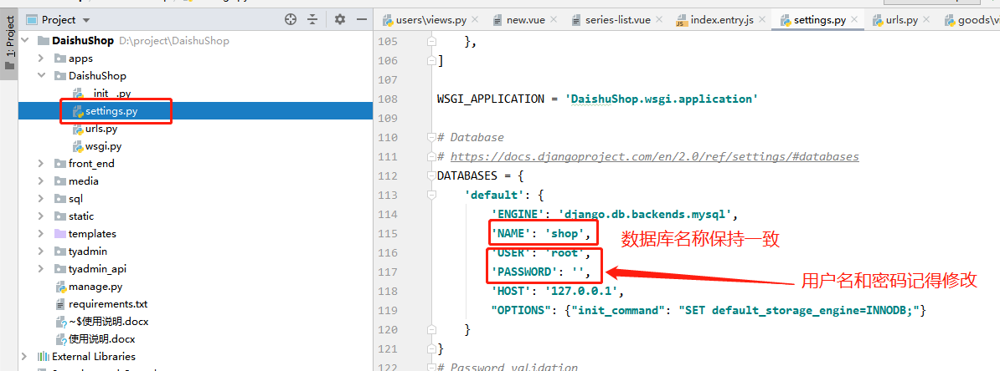 Project
users\views.py
new.vue
series-list.vue
index.entry.js
settings.py
urls.py
goods\vi
1: Project
DaishuShop D:\project\DaishuShop
apps
DaishuShop
__init__.py
settings.py
urls.py
wsgi.py
front_end
media
sql
static
templates
tyadmin
tyadmin_api
manage.py
requirements.txt
~$使用说明.docx
使用说明.docx
External Libraries
105 },
106 ]
107
108 WSGI_APPLICATION = 'DaishuShop.wsgi.application'
109
110 # Database
111 # https://docs.djangoproject.com/en/2.0/ref/settings/#databases
112 DATABASES = {
113 'default': {
114 'ENGINE': 'django.db.backends.mysql',
115 'NAME': 'shop',
数据库名称保持一致
116 'USER': 'root',
117 'PASSWORD': '',
用户名和密码记得修改
118 'HOST': '127.0.0.1',
119 "OPTIONS": {"init_command": "SET default_storage_engine=INNODB;"}
120 }
121 }
122 # Password validation